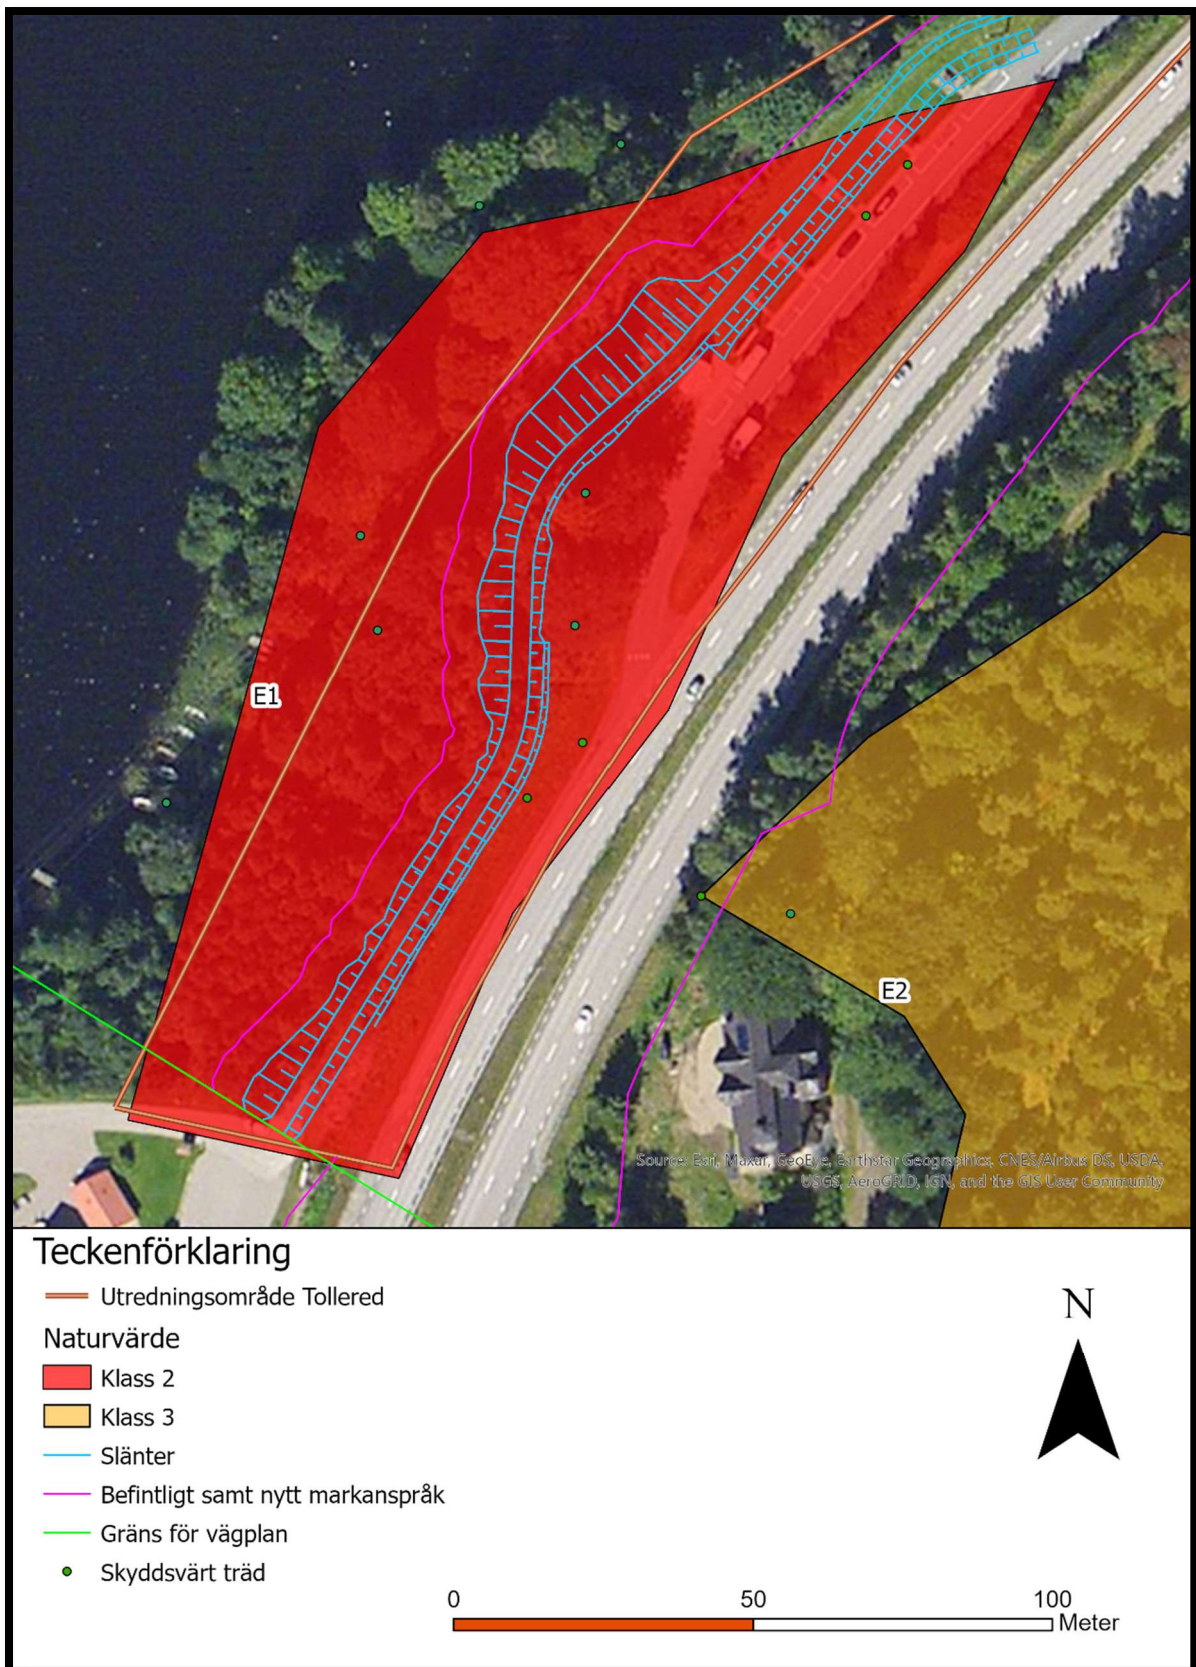 E1
E2
Source: Esri, Maxar, GeoEye, Earthstar Geographics, CNES/Airbus DS, USDA,
USGS, AeroGRID, IGN, and the GIS User Community
Teckenförklaring
Utredningsområde Tollered
Naturvärde
Klass 2
Klass 3
Slänter
Befintligt samt nytt markanspråk
Gräns för vägplan
Skyddsvärt träd
N
0 50 100
Meter